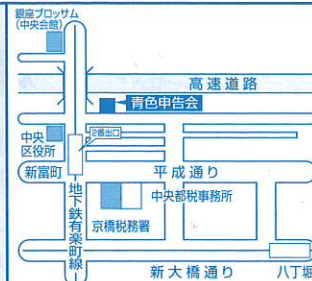 銀座ブロッサム
(中央会館)
高速道路
青色申告会
中央
区役所
2番出口
新富町
平成通り
中央都税事務所
地下鉄有楽町線
京橋税務署
新大橋通り
八丁堀